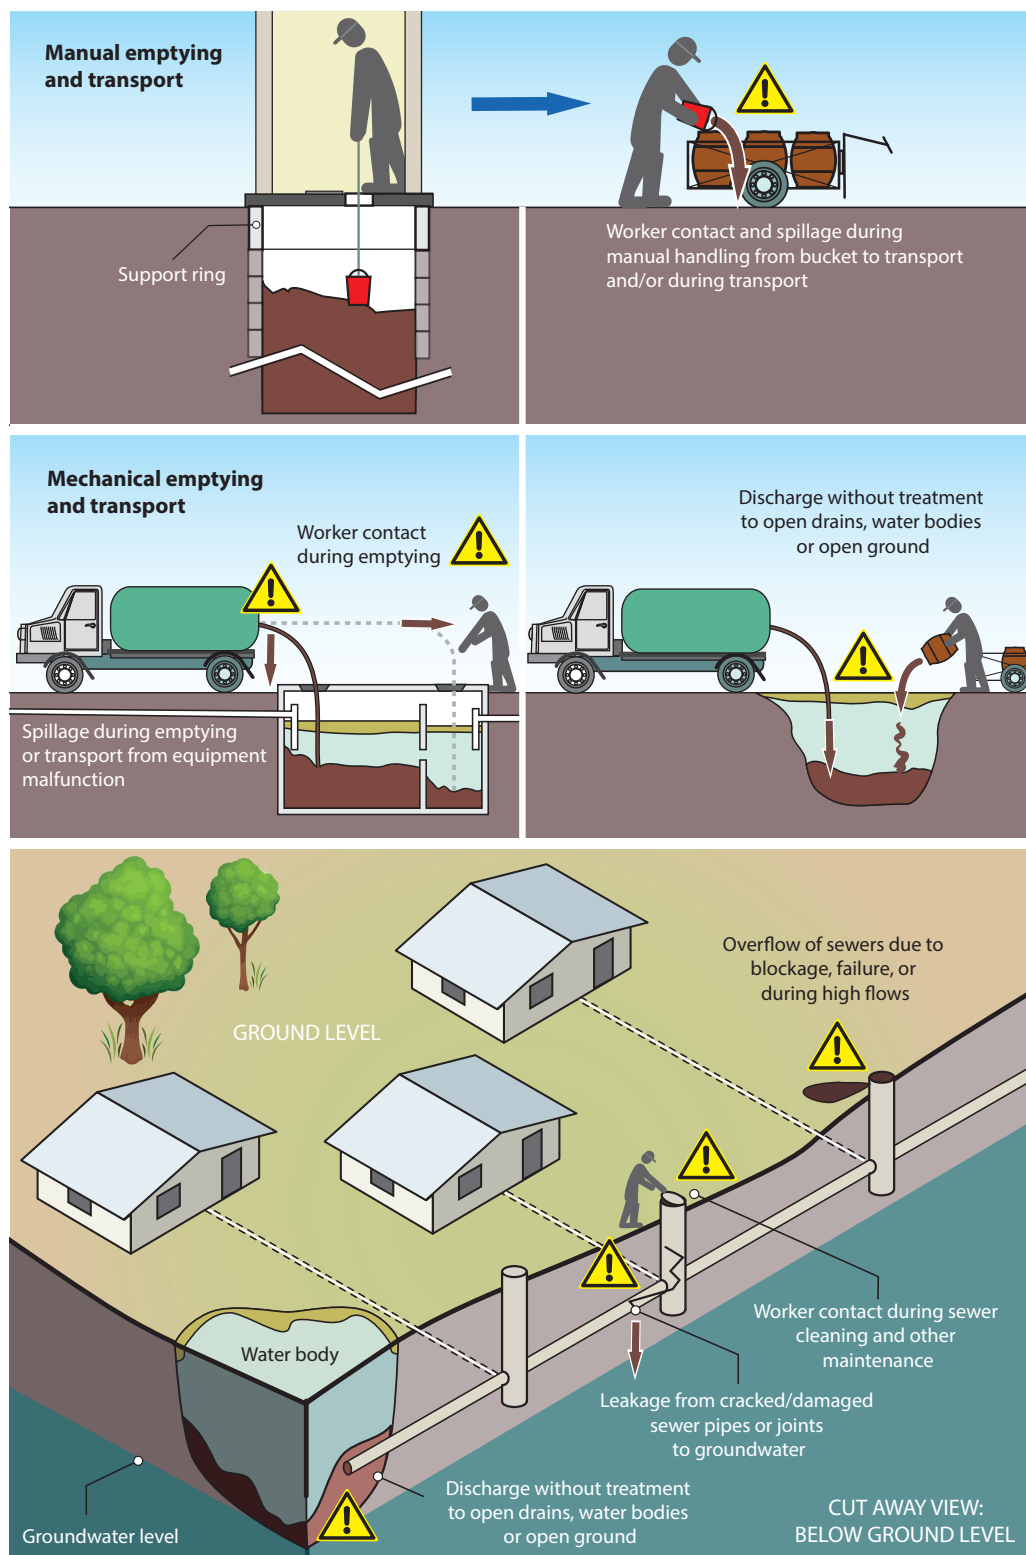 Manual emptying
and transport
Support ring
Worker contact and spillage during
manual handling from bucket to transport
and/or during transport
Mechanical emptying
and transport
Worker contact
during emptying
Spillage during emptying
or transport from equipment
malfunction
Discharge without treatment
to open drains, water bodies
or open ground
GROUND LEVEL
Overflow of sewers due to
blockage, failure, or
during high flows
Worker contact during sewer
cleaning and other
maintenance
Water body
Leakage from cracked/damaged
sewer pipes or joints
to groundwater
Discharge without treatment
to open drains, water bodies
or open ground
Groundwater level
CUT AWAY VIEW:
BELOW GROUND LEVEL